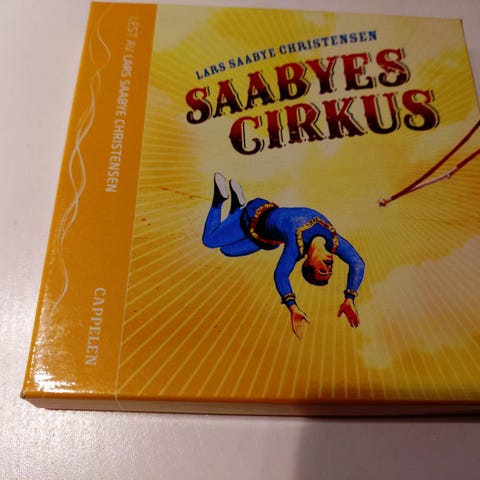 LARS SAABYE CHRISTENSEN
SAABYES
CIRKUS
LEST AV LARS SAABYE CHRISTENSEN
CAPPELEN